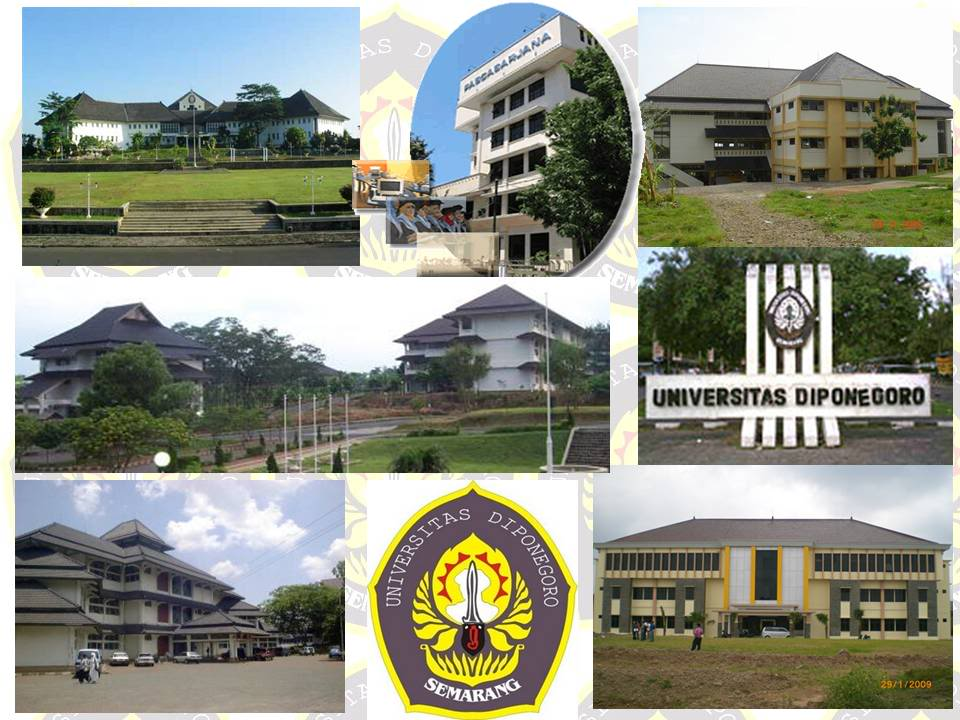 PASCASARJANA
UNIVERSITAS DIPONEGORO
UNIVERSITAS DIPONEGORO
SEMARANG
29/1/2009